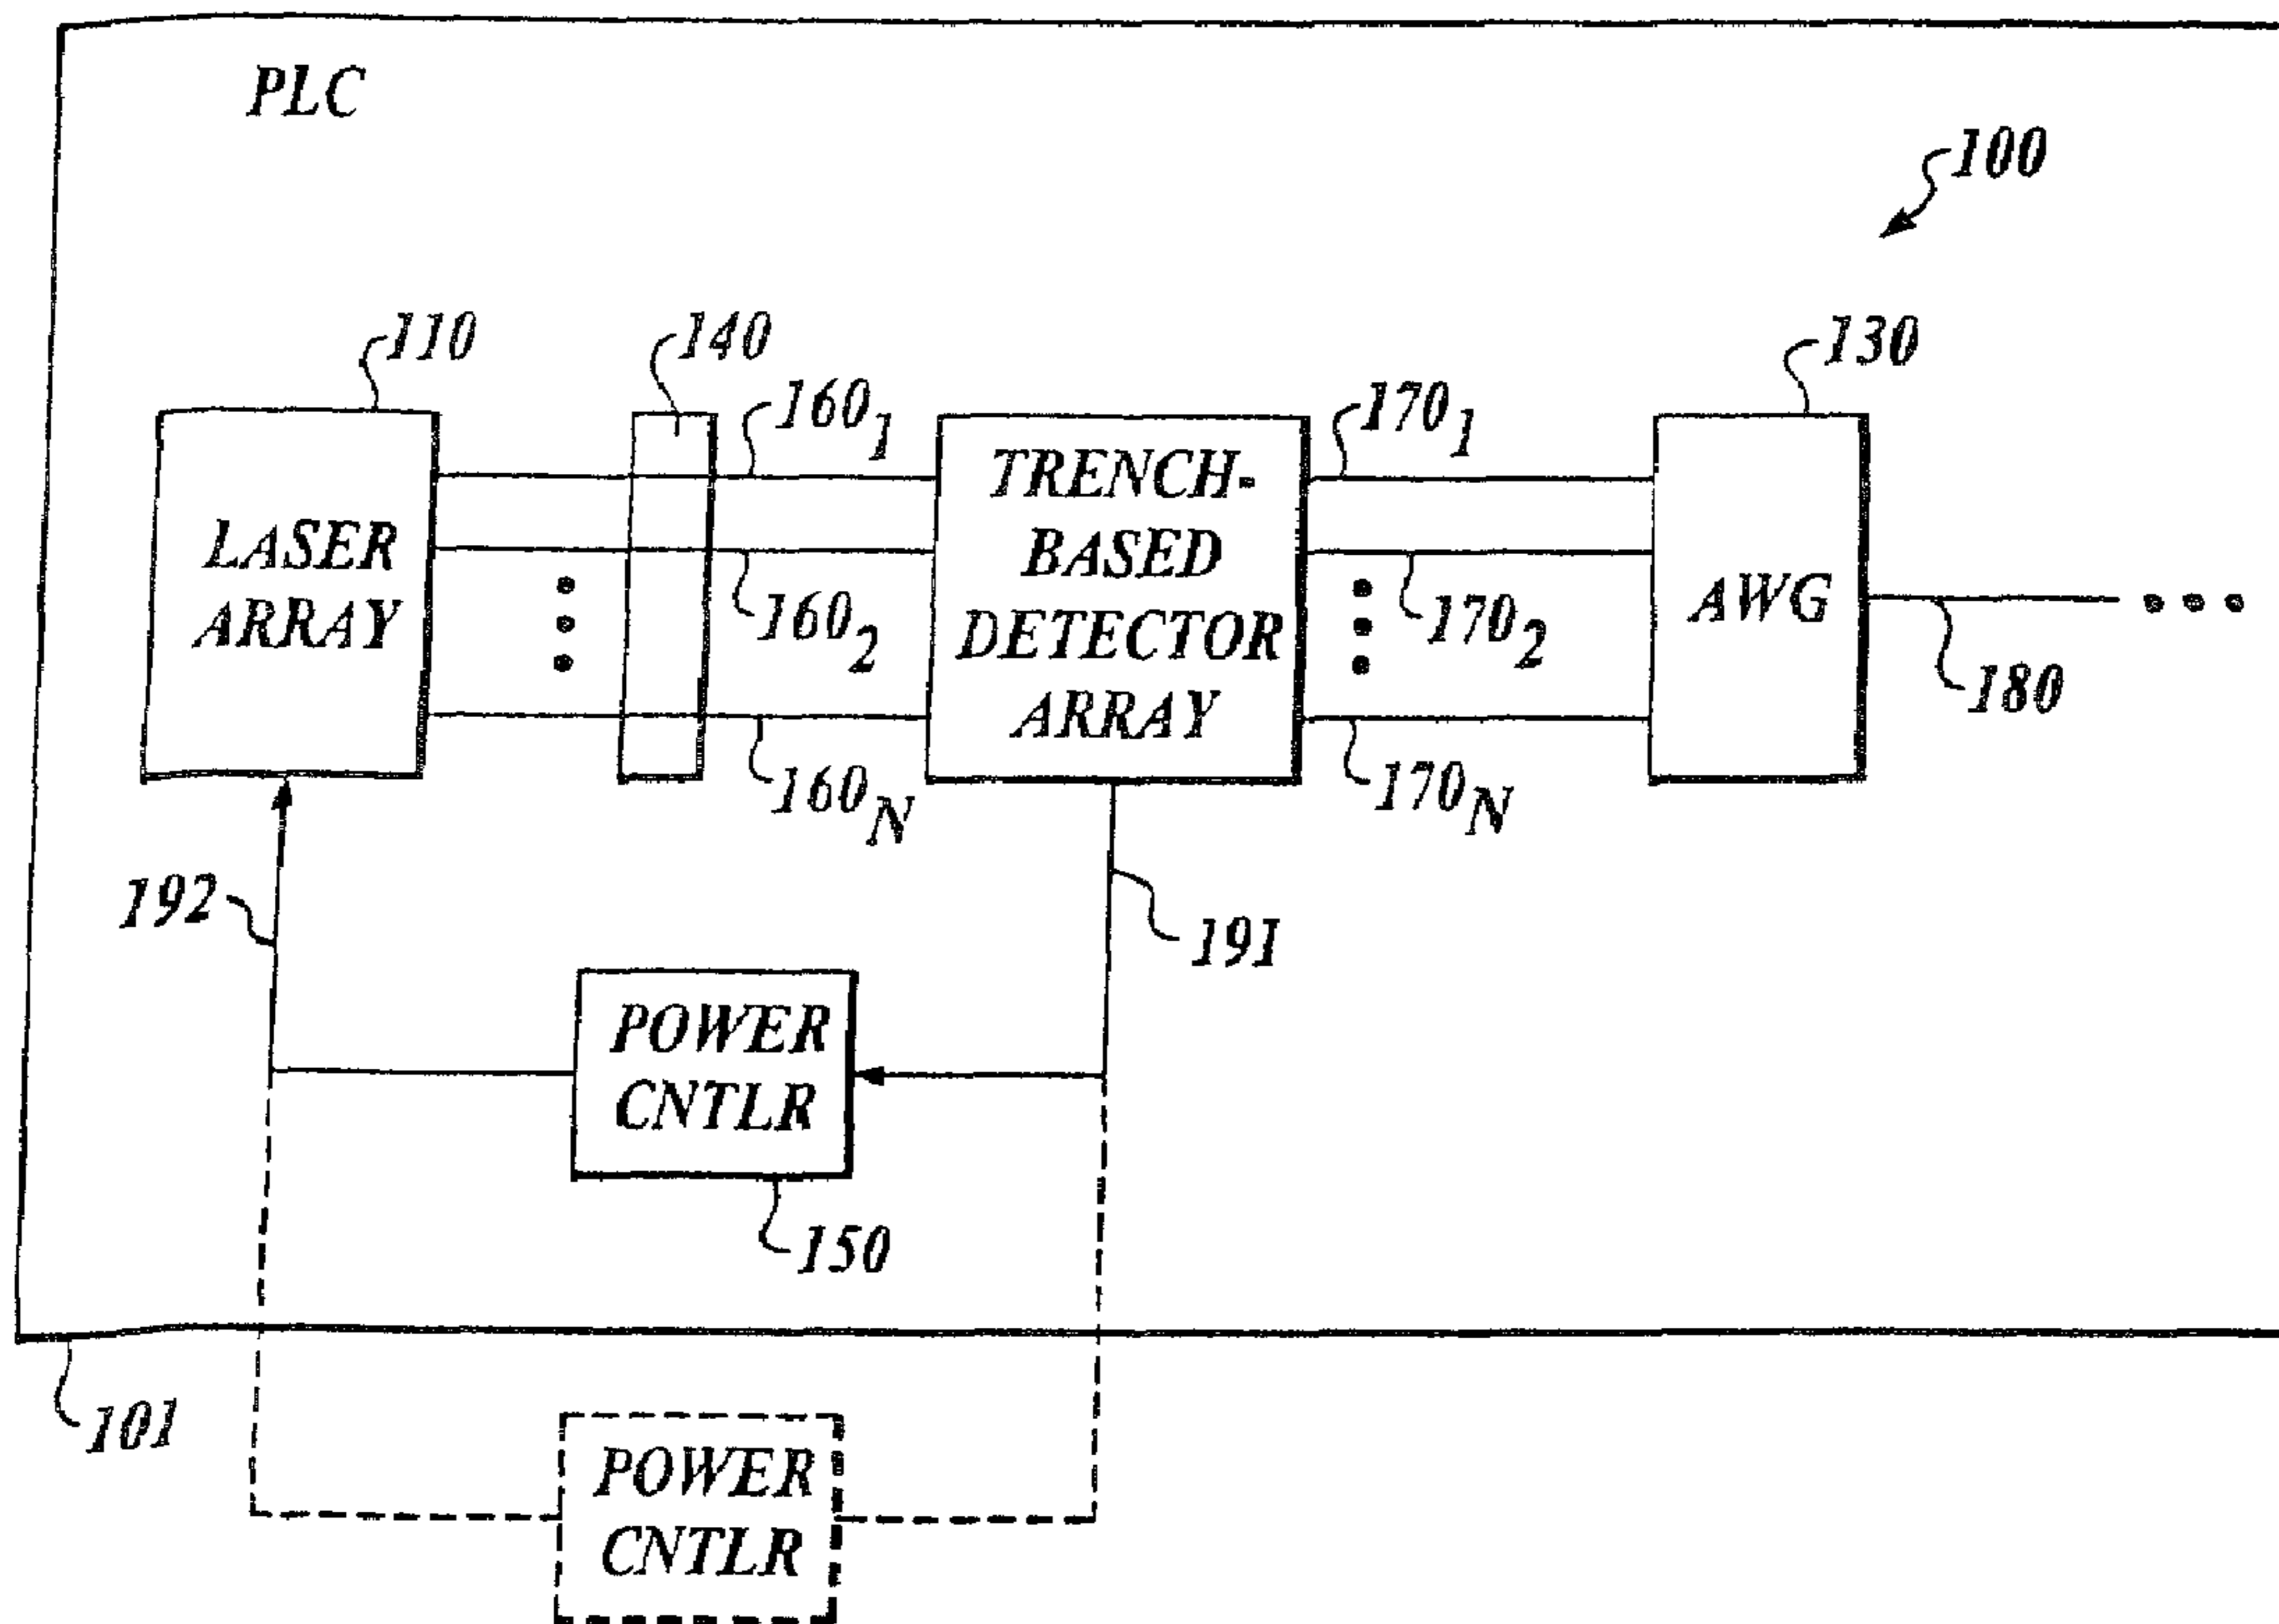 PLC
100
110
140
160₁
170₁
130
LASER
ARRAY
TRENCH-
BASED
DETECTOR
ARRAY
AWG
160₂
170₂
180
160N
170N
192
191
POWER
CNTLR
150
101
POWER
CNTLR